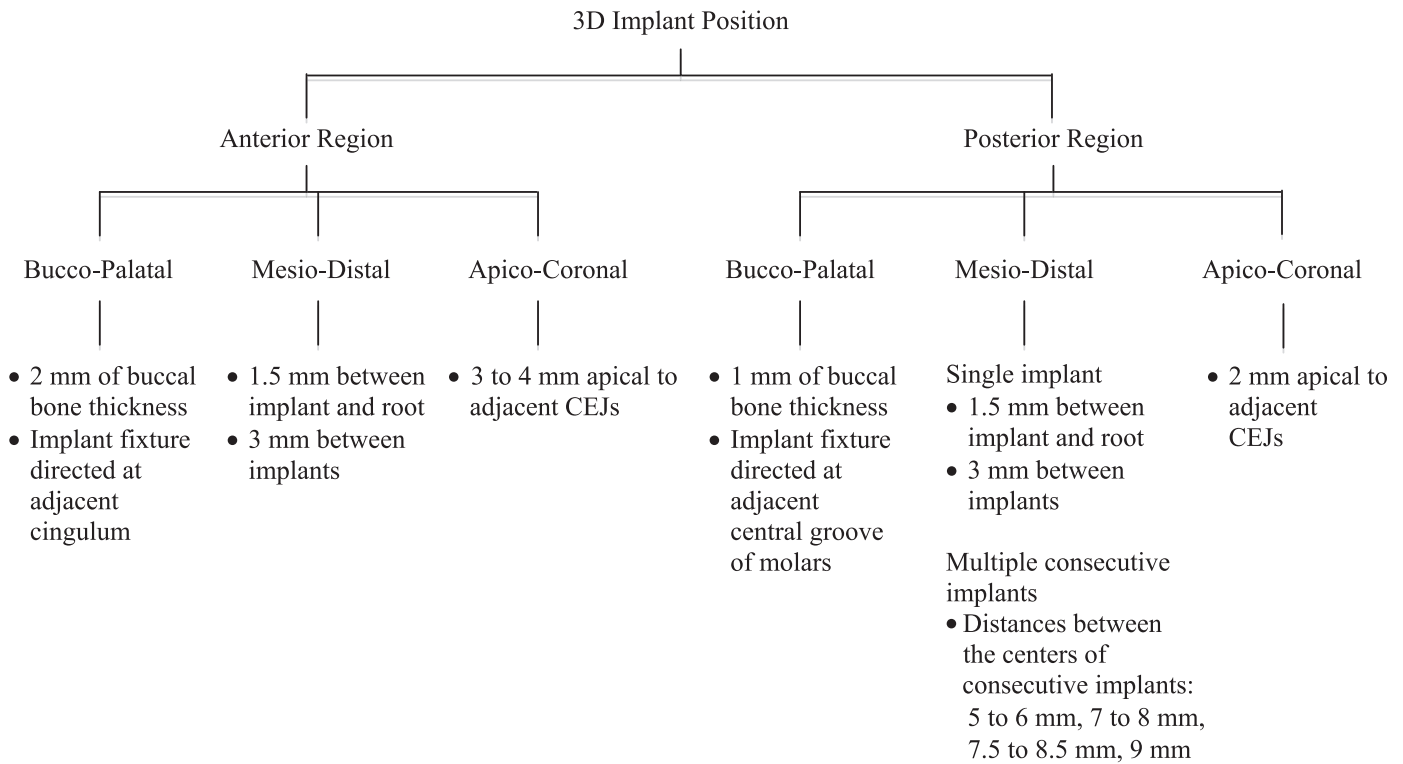 3D Implant Position
Anterior Region
Posterior Region
Bucco-Palatal
Mesio-Distal
Apico-Coronal
Bucco-Palatal
Mesio-Distal
Apico-Coronal
• 2 mm of buccal
bone thickness
• Implant fixture
directed at
adjacent
cingulum
• 1.5 mm between
implant and root
• 3 mm between
implants
• 3 to 4 mm apical to
adjacent CEJs
• 1 mm of buccal
bone thickness
• Implant fixture
directed at
adjacent
central groove
of molars
Single implant
• 1.5 mm between
implant and root
• 3 mm between
implants
Multiple consecutive
implants
• Distances between
the centers of
consecutive implants:
5 to 6 mm, 7 to 8 mm,
7.5 to 8.5 mm, 9 mm
• 2 mm apical to
adjacent
CEJs